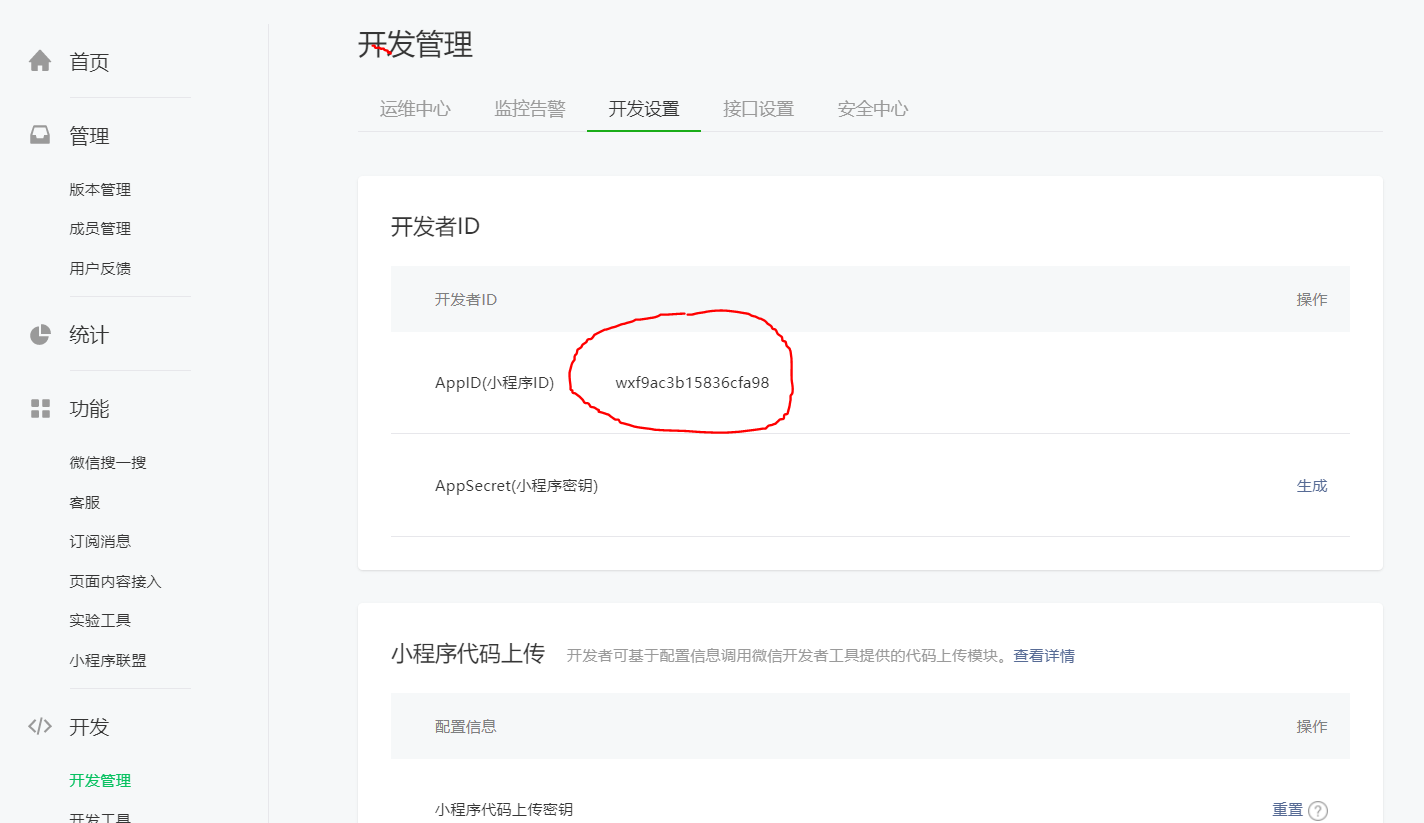 首页
管理
版本管理
成员管理
用户反馈
统计
功能
微信搜一搜
客服
订阅消息
页面内容接入
实验工具
小程序联盟
开发
开发管理
开发工具
开发管理
运维中心 监控告警 开发设置 接口设置 安全中心
开发者ID
开发者ID 操作
AppID(小程序ID) wxf9ac3b15836cfa98
AppSecret(小程序密钥) 生成
小程序代码上传 开发者可基于配置信息调用微信开发者工具提供的代码上传模块。查看详情
配置信息 操作
小程序代码上传密钥 重置 ?